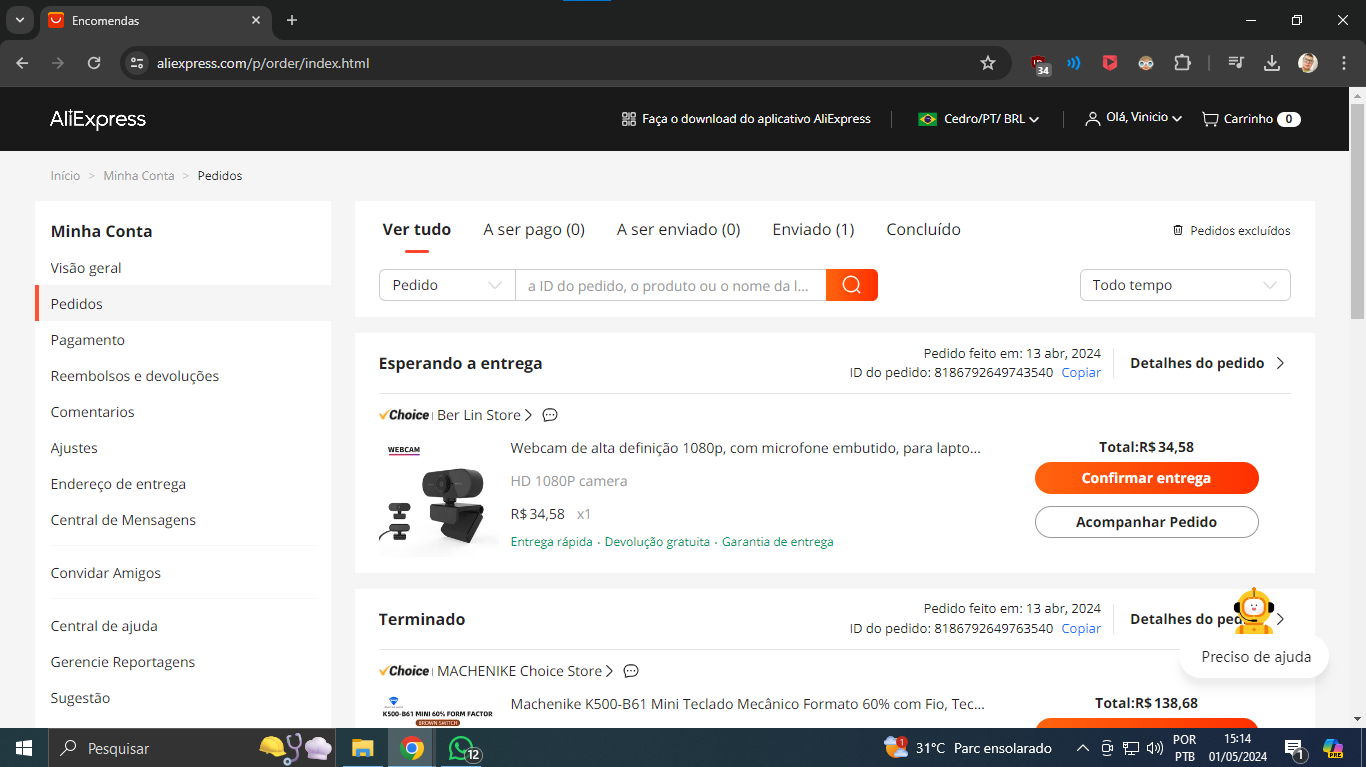 Encomendas
aliexpress.com/p/order/index.html
34
AliExpress
Faça o download do aplicativo AliExpress
Cedro/PT/ BRL
Olá, Vinicio
Carrinho 0
Início > Minha Conta > Pedidos
Minha Conta
Visão geral
Pedidos
Pagamento
Reembolsos e devoluções
Comentarios
Ajustes
Endereço de entrega
Central de Mensagens
Convidar Amigos
Central de ajuda
Gerencie Reportagens
Sugestão
Ver tudo
A ser pago (0)
A ser enviado (0)
Enviado (1)
Concluído
Pedidos excluídos
Pedido
a ID do pedido, o produto ou o nome da l...
Todo tempo
Esperando a entrega
Pedido feito em: 13 abr, 2024
ID do pedido: 8186792649743540 Copiar
Detalhes do pedido
Choice Ber Lin Store
WEBCAM
Webcam de alta definição 1080p, com microfone embutido, para lapto...
HD 1080P camera
R$34,58 x1
Entrega rápida · Devolução gratuita · Garantia de entrega
Total:R$34,58
Confirmar entrega
Acompanhar Pedido
Terminado
Pedido feito em: 13 abr, 2024
ID do pedido: 8186792649763540 Copiar
Detalhes do ped
Preciso de ajuda
Choice MACHENIKE Choice Store
K500-B61 MINI 60% FORM FACTOR
BROWN SWITCH
Machenike K500-B61 Mini Teclado Mecânico Formato 60% com Fio, Tec...
Total:R$138,68
Pesquisar
12
1
31°C Parc ensolarado
POR
PTB
15:14
01/05/2024
1
PRE